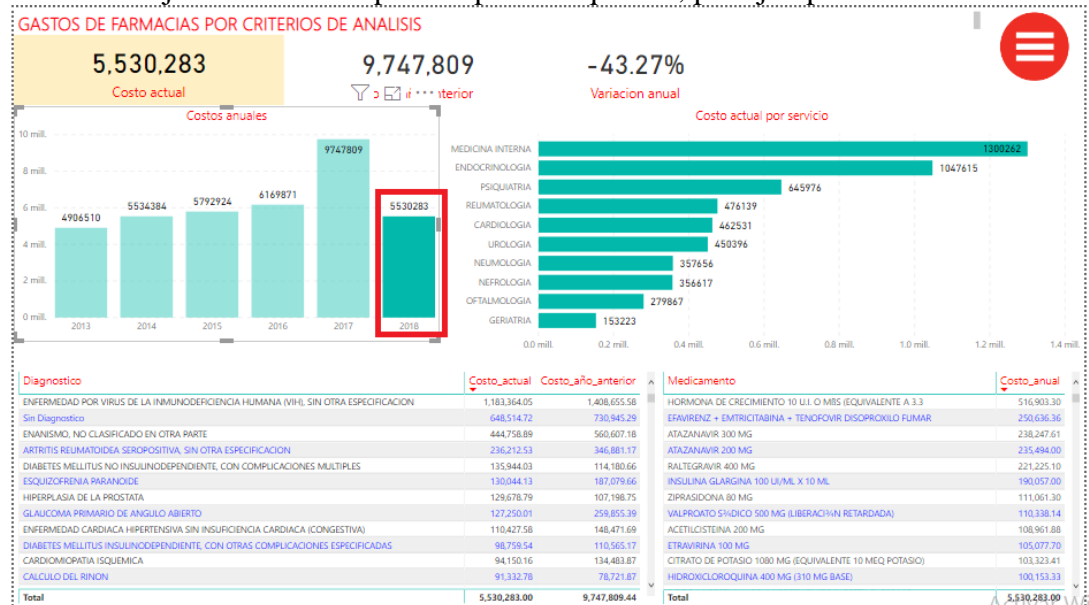 GASTOS DE FARMACIAS POR CRITERIOS DE ANALISIS
5,530,283
Costo actual
9,747,809
-43.27%
Variacion anual
Costos anuales
10 mill.
8 mill.
6 mill.
4 mill.
2 mill.
0 mill.
4906510
5534384
5792924
6169871
9747809
5530283
2013
2014
2015
2016
2017
2018
Costo actual por servicio
MEDICINA INTERNA 1300262
ENDOCRINOLOGIA 1047615
PSIQUIATRIA 645976
REUMATOLOGIA 476139
CARDIOLOGIA 462531
UROLOGIA 450396
NEUMOLOGIA 357656
NEFROLOGIA 356617
OFTALMOLOGIA 279867
GERIATRIA 153223
0.0 mill. 0.2 mill. 0.4 mill. 0.6 mill. 0.8 mill. 1.0 mill. 1.2 mill. 1.4 mill.
Diagnostico Costo_actual Costo_año_anterior
ENFERMEDAD POR VIRUS DE LA INMUNODEFICIENCIA HUMANA (VIH), SIN OTRA ESPECIFICACION 1,183,364.05 1,408,655.58
Sin Diagnostico 648,514.72 730,945.29
ENANISMO, NO CLASIFICADO EN OTRA PARTE 444,758.89 560,607.18
ARTRITIS REUMATOIDEA SEROPOSITIVA, SIN OTRA ESPECIFICACION 236,212.53 346,881.17
DIABETES MELLITUS NO INSULINODEPENDIENTE, CON COMPLICACIONES MULTIPLES 135,944.03 114,180.66
ESQUIZOFRENIA PARANOIDE 130,044.13 187,079.66
HIPERPLASIA DE LA PROSTATA 129,678.79 107,198.75
GLAUCOMA PRIMARIO DE ANGULO ABIERTO 127,250.01 259,855.39
ENFERMEDAD CARDIACA HIPERTENSIVA SIN INSUFICIENCIA CARDIACA (CONGESTIVA) 110,427.58 148,471.69
DIABETES MELLITUS INSULINODEPENDIENTE, CON OTRAS COMPLICACIONES ESPECIFICADAS 98,759.54 110,565.17
CARDIOMIOPATIA ISQUEMICA 94,150.16 134,483.87
CALCULO DEL RINON 91,332.78 78,721.87
Total 5,530,283.00 9,747,809.44
Medicamento Costo_anual
HORMONA DE CRECIMIENTO 10 U.I. O MßS (EQUIVALENTE A 3.3 516,903.30
EFAVIRENZ + EMTRICITABINA + TENOFOVIR DISOPROXILO FUMAR 250,636.36
ATAZANAVIR 300 MG 238,247.61
ATAZANAVIR 200 MG 235,494.00
RALTEGRAVIR 400 MG 221,225.10
INSULINA GLARGINA 100 UI/ML X 10 ML 190,057.00
ZIPRASIDONA 80 MG 111,061.30
VALPROATO S¾DICO 500 MG (LIBERACI¾N RETARDADA) 110,338.14
ACETILCISTEINA 200 MG 108,961.88
ETRAVIRINA 100 MG 105,077.70
CITRATO DE POTASIO 1080 MG (EQUIVALENTE 10 MEQ POTASIO) 103,323.41
HIDROXICLOROQUINA 400 MG (310 MG BASE) 100,153.33
Total 5,530,283.00